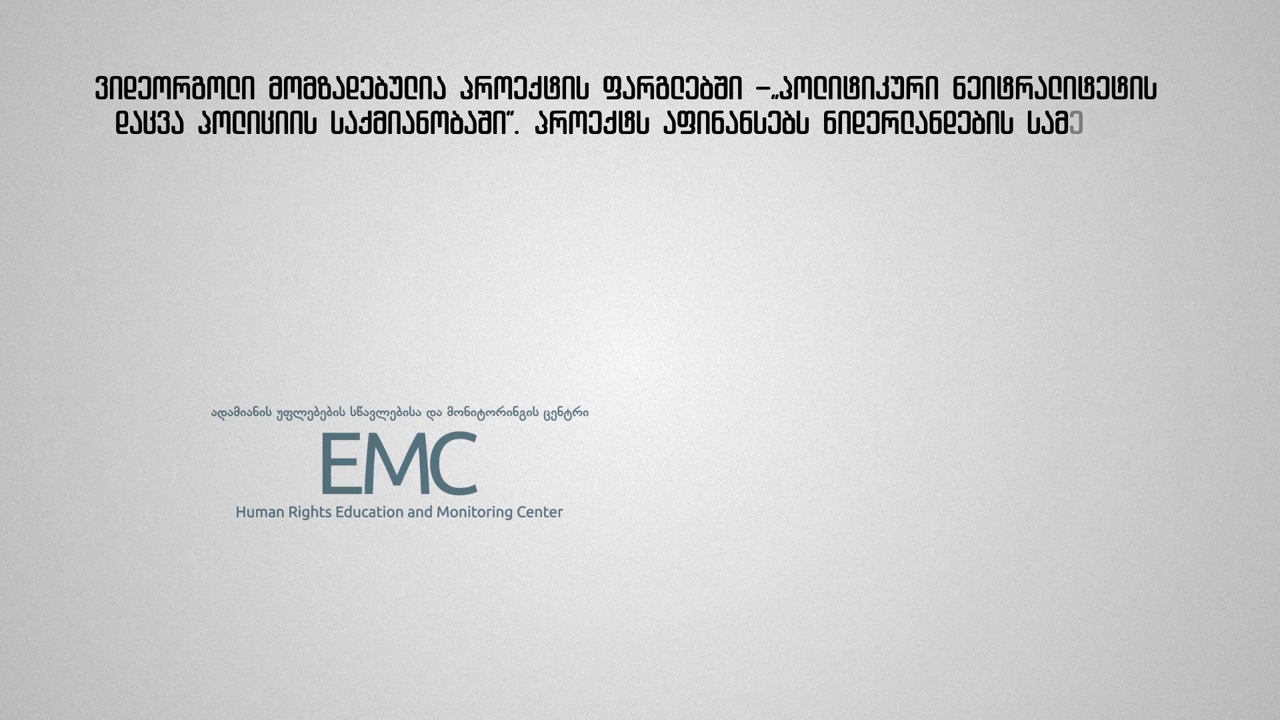 ვიდეორგოლი მომზადებულია პროექტის ფარგლებში –„პოლიტიკური ნეიტრალიტეტის
დაცვა პოლიციის საქმიანობაში”. პროექტს აფინანსებს ნიდერლანდების სამე
ადამიანის უფლებების სწავლებისა და მონიტორინგის ცენტრი
EMC
Human Rights Education and Monitoring Center